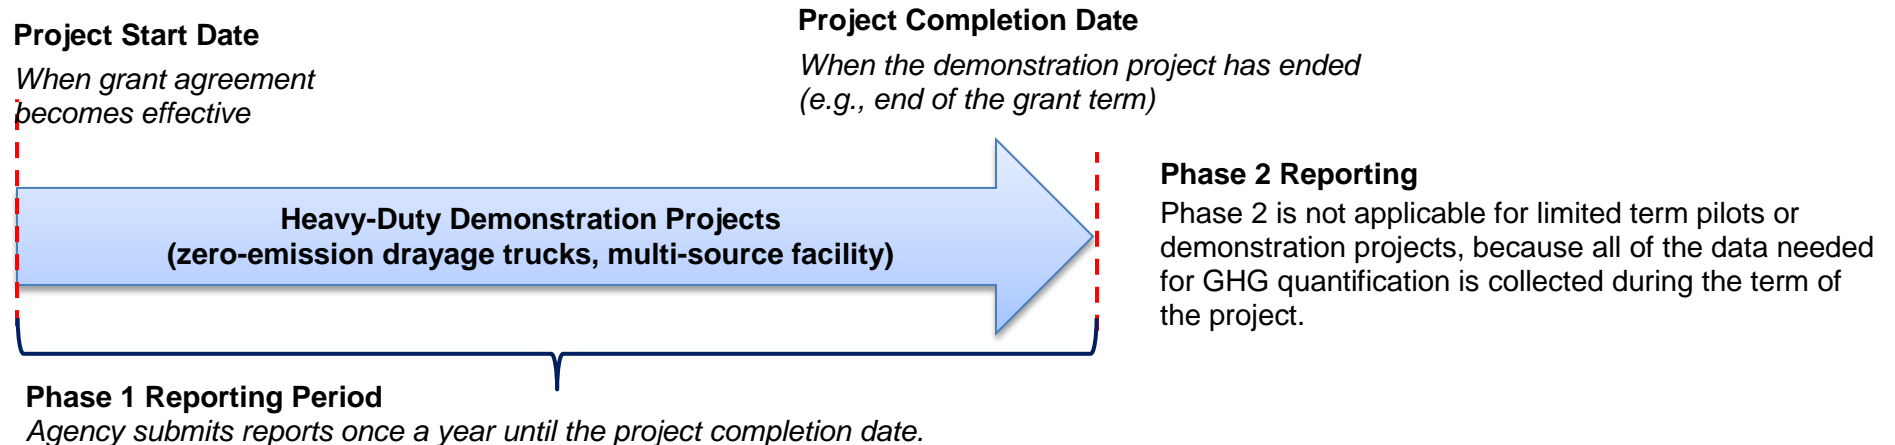 Project Start Date
When grant agreement
becomes effective
Project Completion Date
When the demonstration project has ended
(e.g., end of the grant term)
Heavy-Duty Demonstration Projects
(zero-emission drayage trucks, multi-source facility)
Phase 2 Reporting
Phase 2 is not applicable for limited term pilots or
demonstration projects, because all of the data needed
for GHG quantification is collected during the term of
the project.
Phase 1 Reporting Period
Agency submits reports once a year until the project completion date.